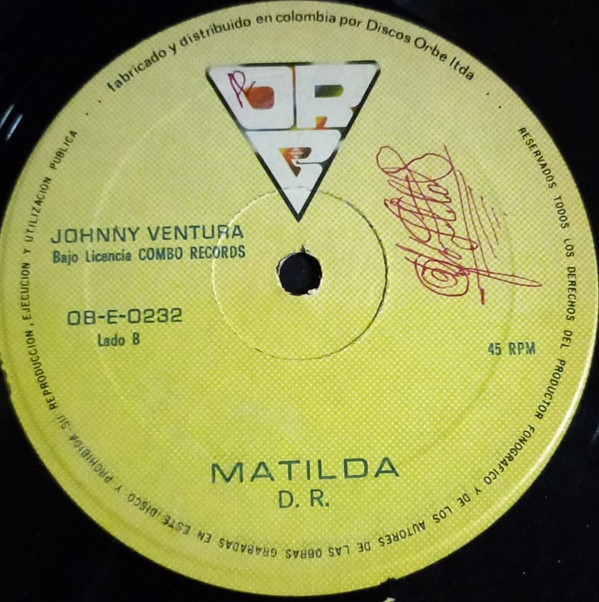 fabricado y distribuido en colombia por Discos Orbe ltda
ORBE
JOHNNY VENTURA
Bajo Licencia COMBO RECORDS
OB-E-0232
Lado B
45 RPM
MATILDA
D. R.
RESERVADOS TODOS LOS DERECHOS DEL PRODUCTOR FONOGRAFICO Y DE LOS AUTORES DE LAS OBRAS GRABADAS EN ESTE DISCO Y PROHIBIDA SU REPRODUCCION, EJECUCION Y UTILIZACION PUBLICA